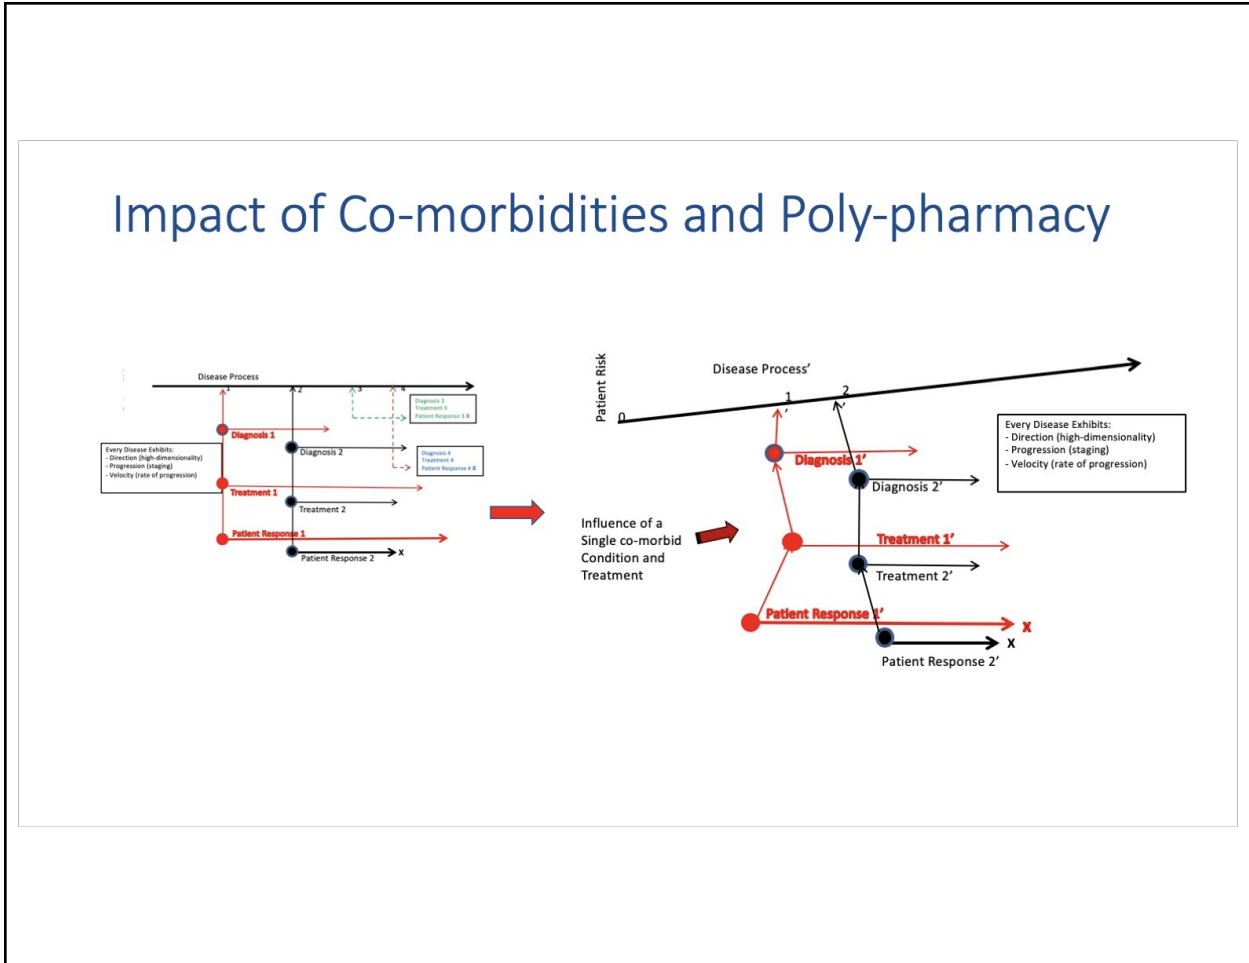 Impact of Co-morbidities and Poly-pharmacy
Disease Process
1
2
3
4
Diagnosis 3
Treatment 3
Patient Response 3 X
Diagnosis 1
Diagnosis 2
Every Disease Exhibits:
- Direction (high-dimensionality)
- Progression (staging)
- Velocity (rate of progression)
Diagnosis 4
Treatment 4
Patient Response 4 X
Treatment 1
Treatment 2
Patient Response 1
X
Patient Response 2
Influence of a
Single co-morbid
Condition and
Treatment
Patient Risk
0
Disease Process’
1
’
2
’
Diagnosis 1’
Diagnosis 2’
Every Disease Exhibits:
- Direction (high-dimensionality)
- Progression (staging)
- Velocity (rate of progression)
Treatment 1’
Treatment 2’
Patient Response 1’
X
X
Patient Response 2’